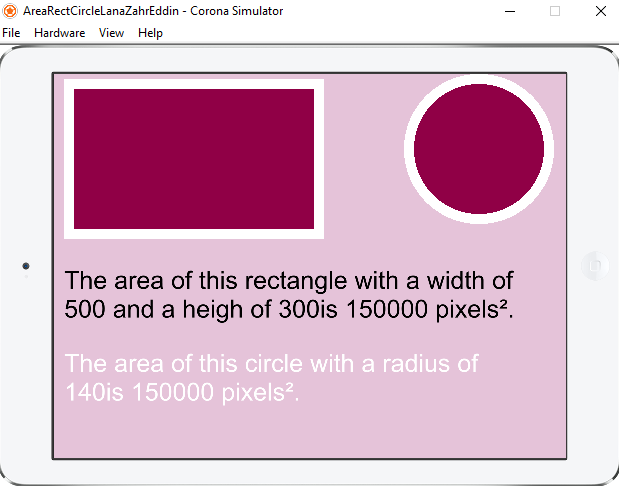 AreaRectCircleLanaZahrEddin - Corona Simulator
File Hardware View Help
The area of this rectangle with a width of
500 and a heigh of 300is 150000 pixels².
The area of this circle with a radius of
140is 150000 pixels².